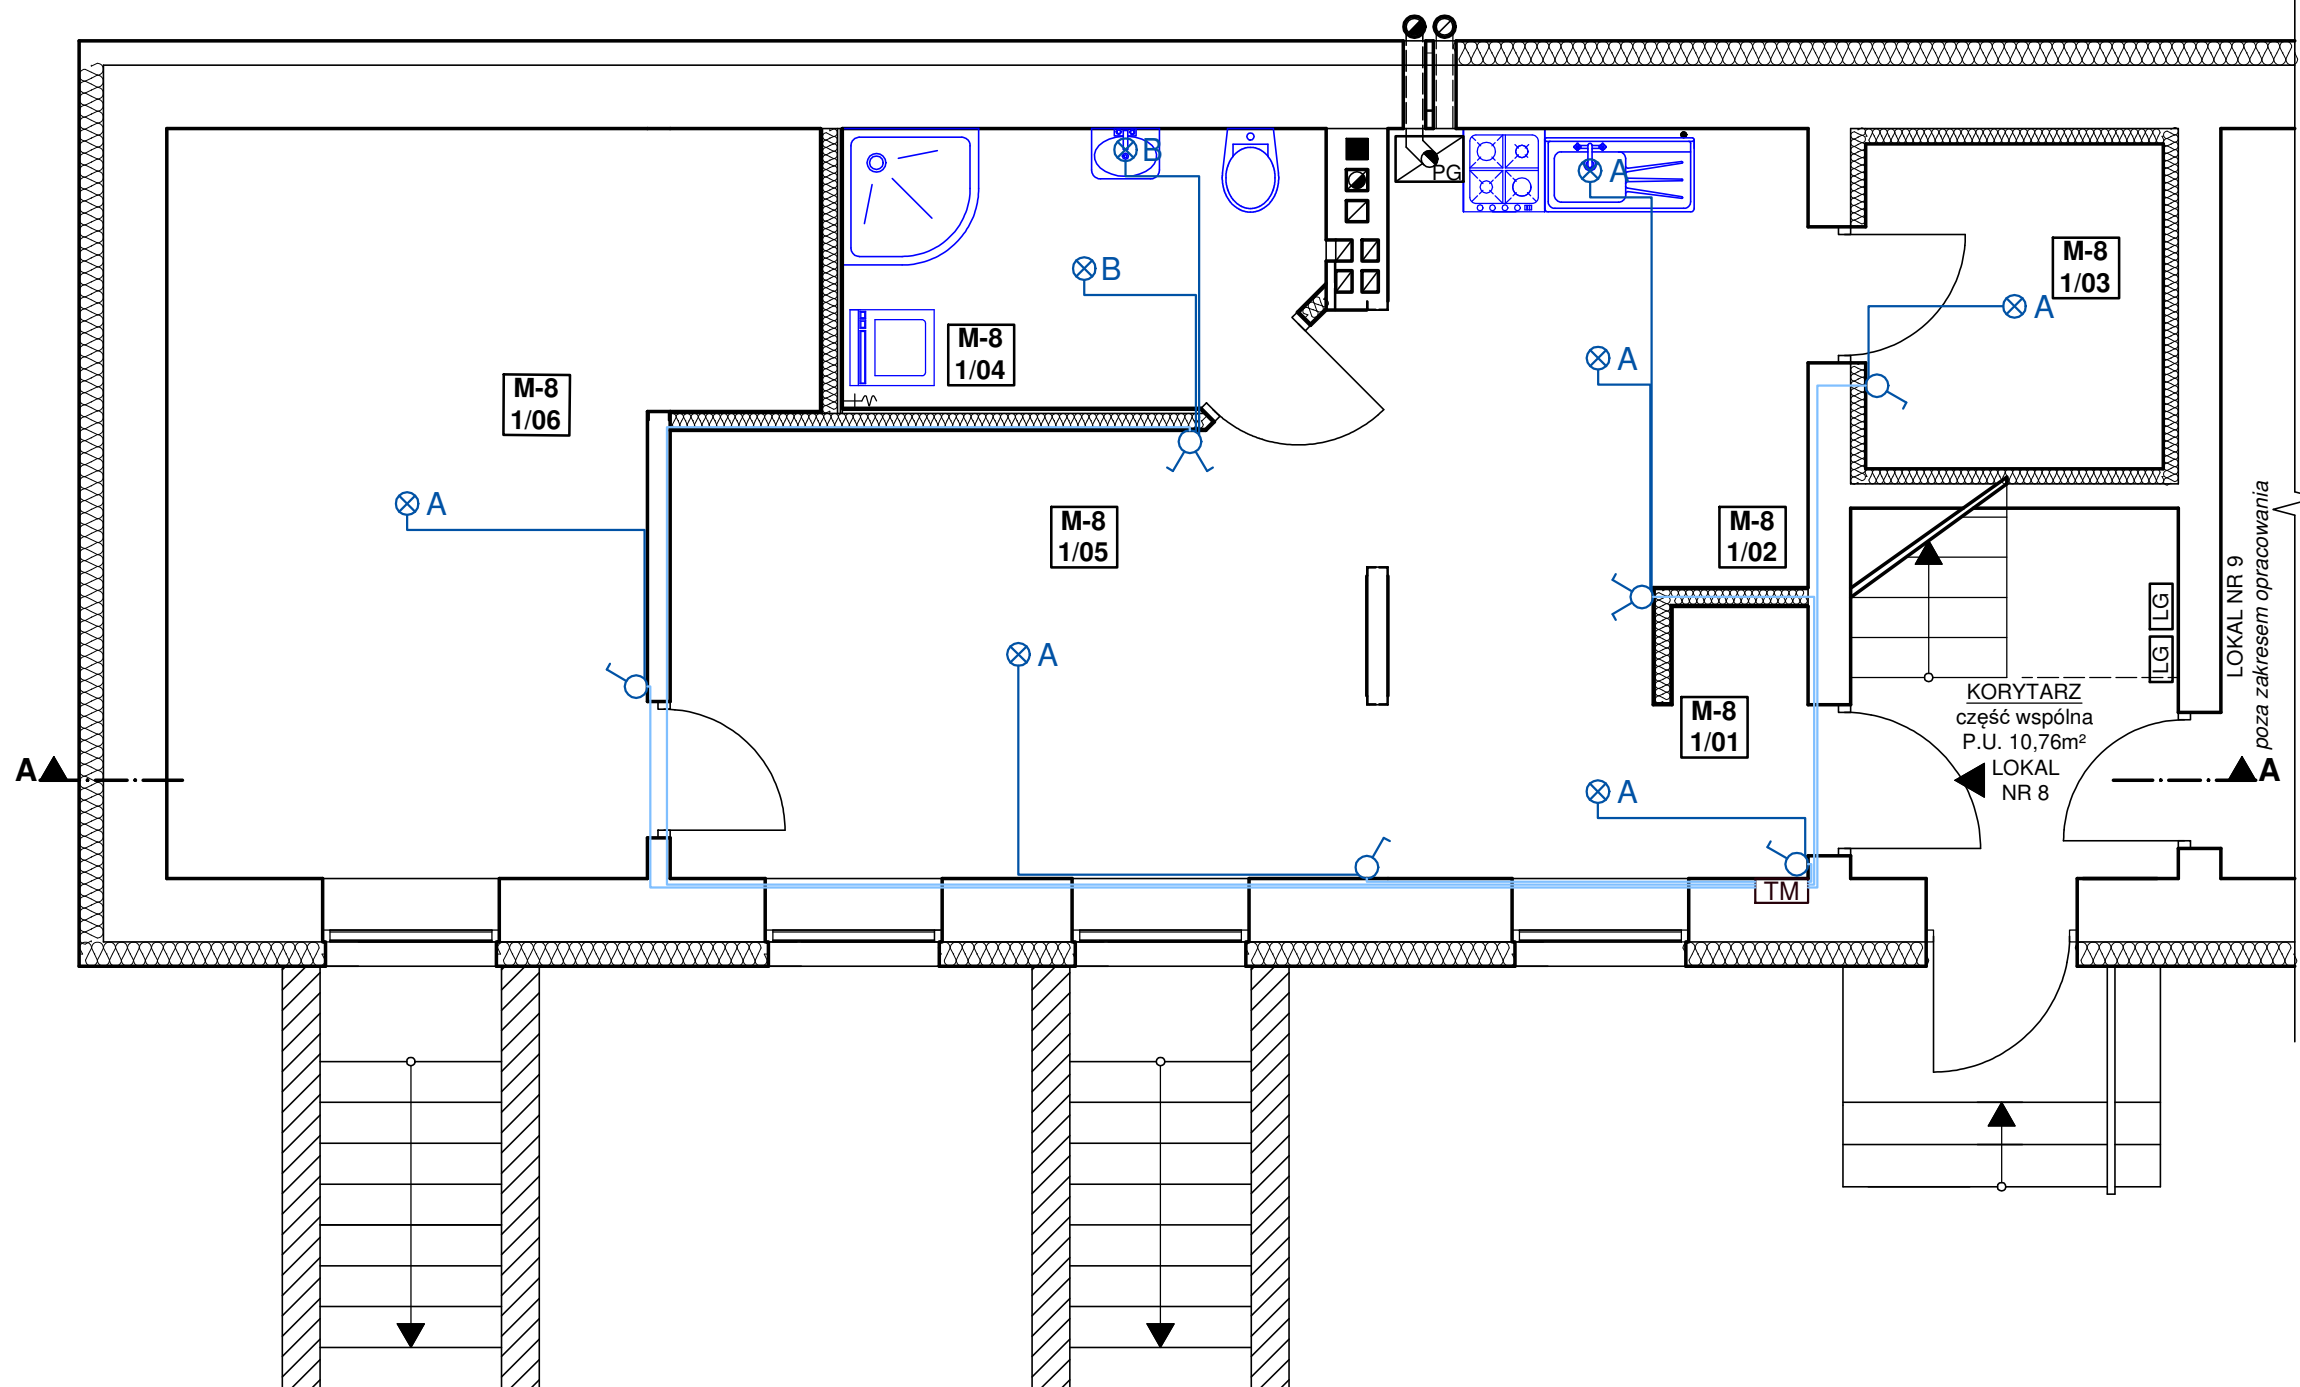 B
PG
A
M-8
1/03
B
A
M-8
1/04
A
M-8
1/06
A
M-8
1/05
M-8
1/02
A
M-8
1/01
A
TM
LG
LG
KORYTARZ
część wspólna
P.U. 10,76m²
LOKAL
NR 8
LOKAL NR 9
poza zakresem opracowania
A
A